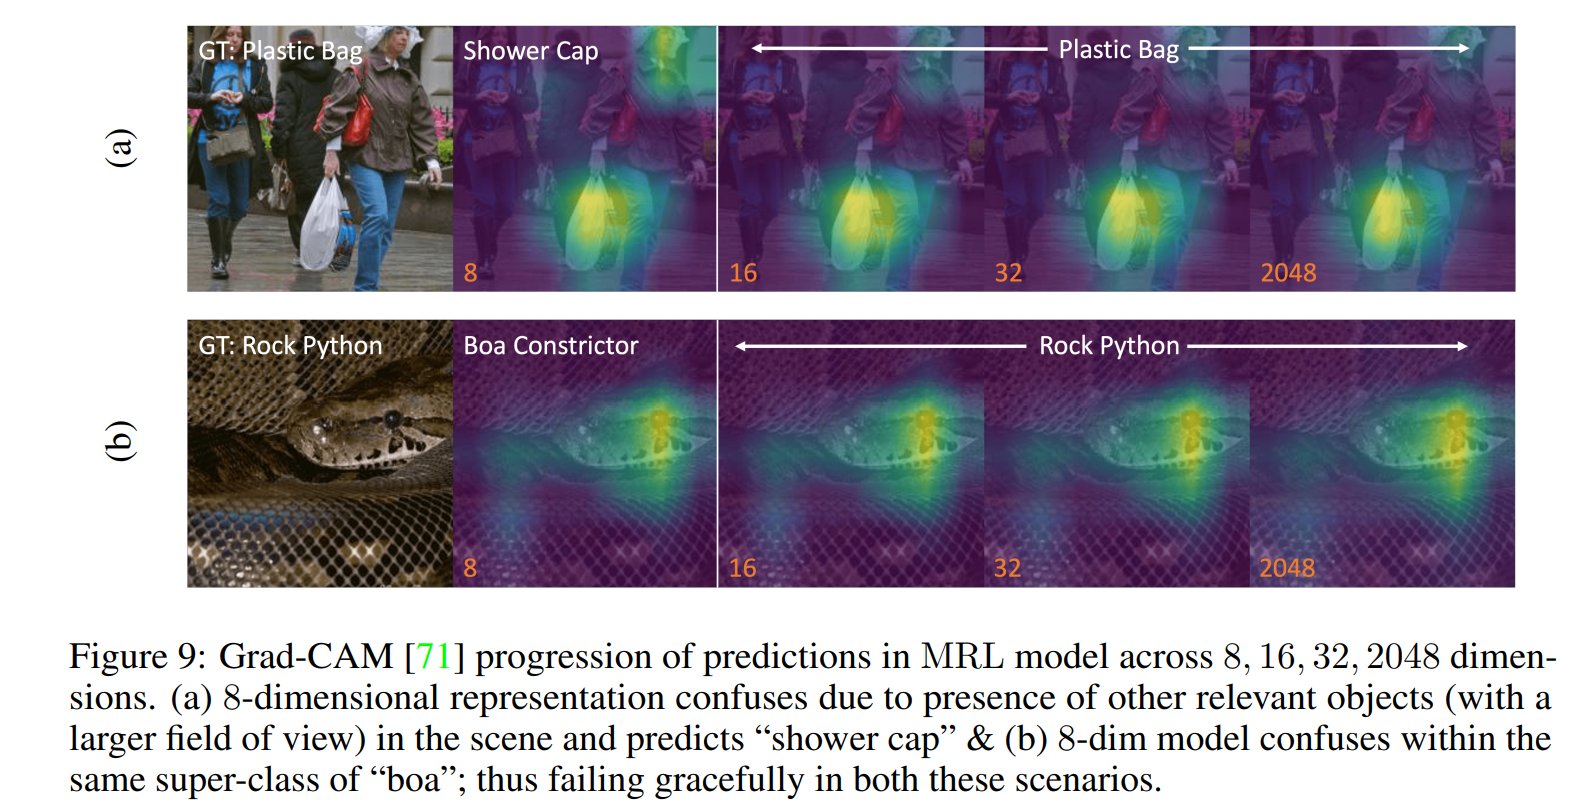 (a)
GT: Plastic Bag
Shower Cap
Plastic Bag
8
16
32
2048
(b)
GT: Rock Python
Boa Constrictor
Rock Python
8
16
32
2048
Figure 9: Grad-CAM [71] progression of predictions in MRL model across 8, 16, 32, 2048 dimen-
sions. (a) 8-dimensional representation confuses due to presence of other relevant objects (with a
larger field of view) in the scene and predicts “shower cap” & (b) 8-dim model confuses within the
same super-class of “boa”; thus failing gracefully in both these scenarios.